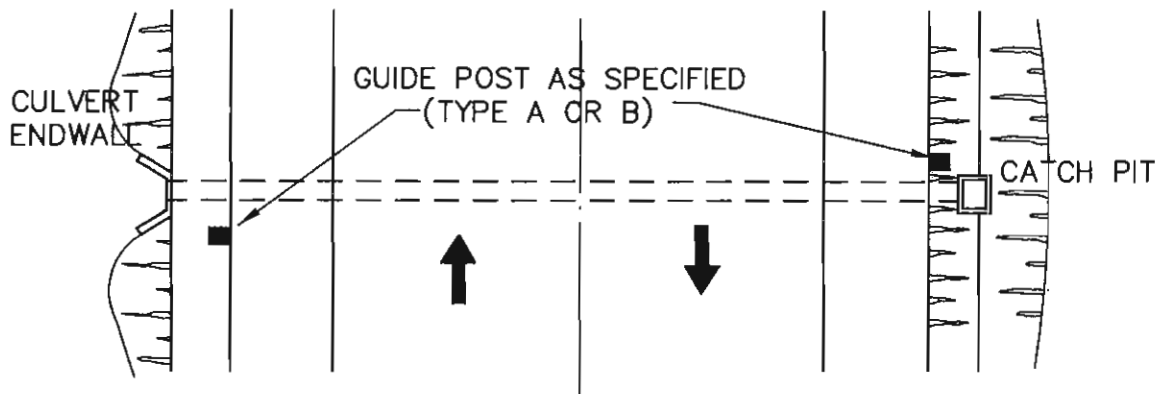 GUIDE POST AS SPECIFIED
(TYPE A OR B)
CULVERT
ENDWALL
CATCH PIT